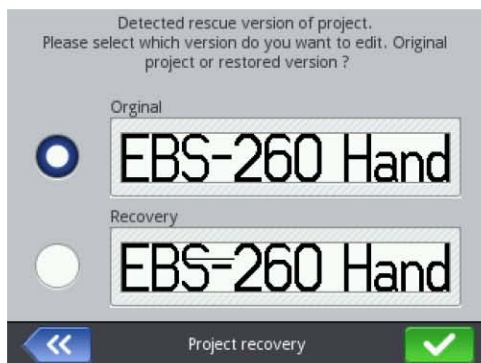 Detected rescue version of project.
Please select which version do you want to edit. Original
project or restored version ?
Orginal
EBS-260 Hand
Recovery
EBS-260 Hand
Project recovery